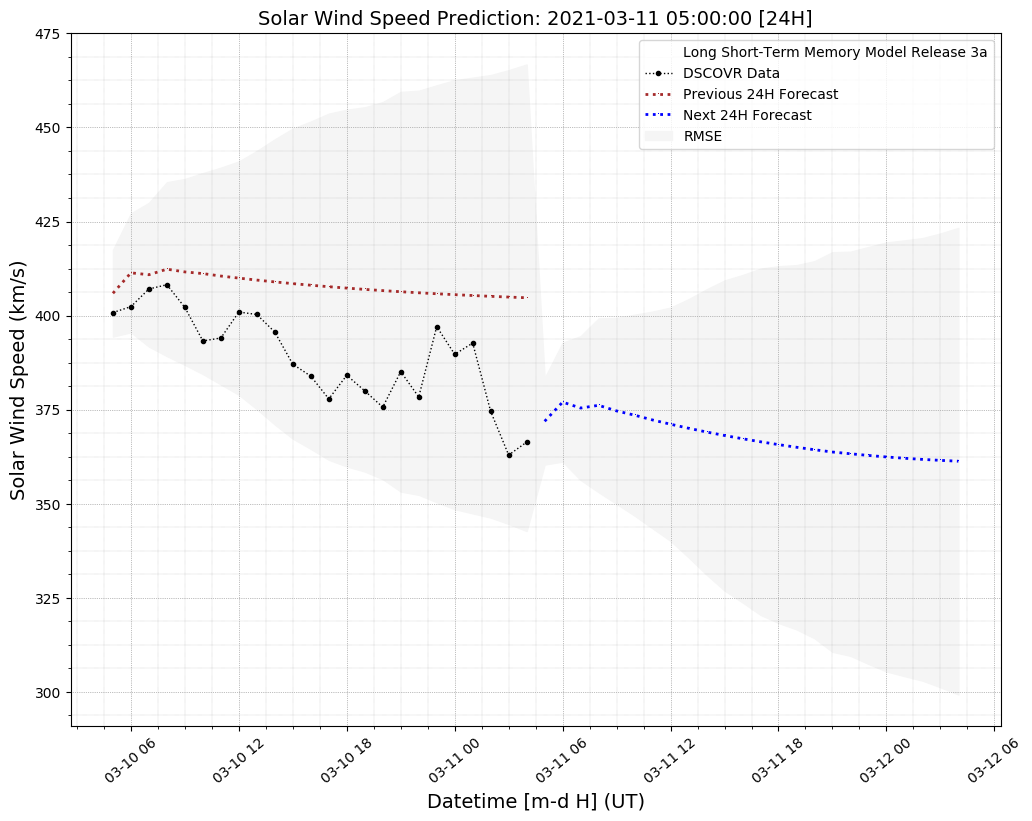 Solar Wind Speed Prediction: 2021-03-11 05:00:00 [24H]
Long Short-Term Memory Model Release 3a
DSCOVR Data
Previous 24H Forecast
Next 24H Forecast
RMSE
Solar Wind Speed (km/s)
475
450
425
400
375
350
325
300
03-10 06
03-10 12
03-10 18
03-11 00
03-11 06
03-11 12
03-11 18
03-12 00
03-12 06
Datetime [m-d H] (UT)